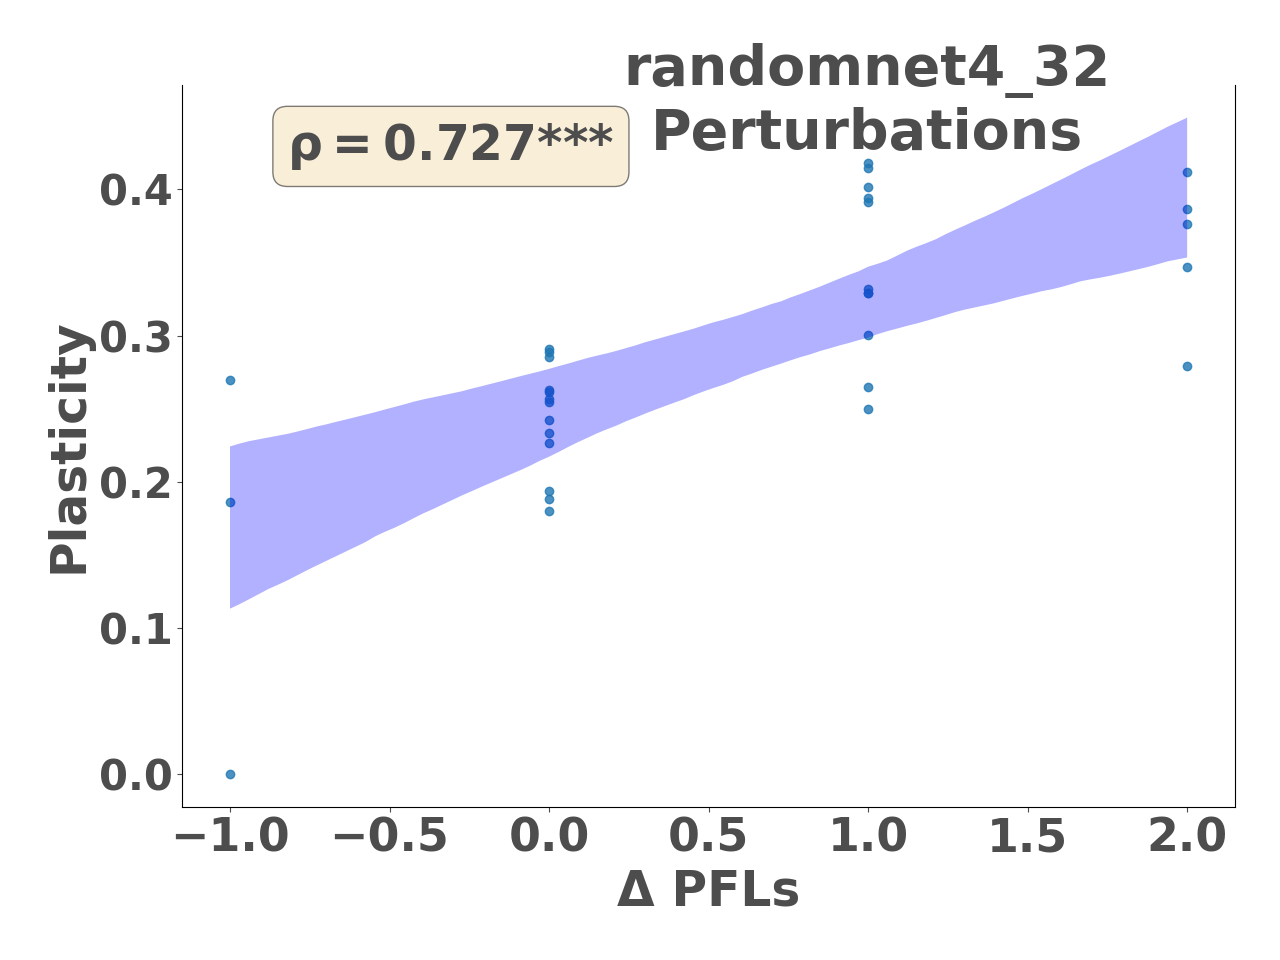 randomnet4_32
Perturbations
ρ = 0.727***
Plasticity
0.4
0.3
0.2
0.1
0.0
−1.0 −0.5 0.0 0.5 1.0 1.5 2.0
Δ PFLs